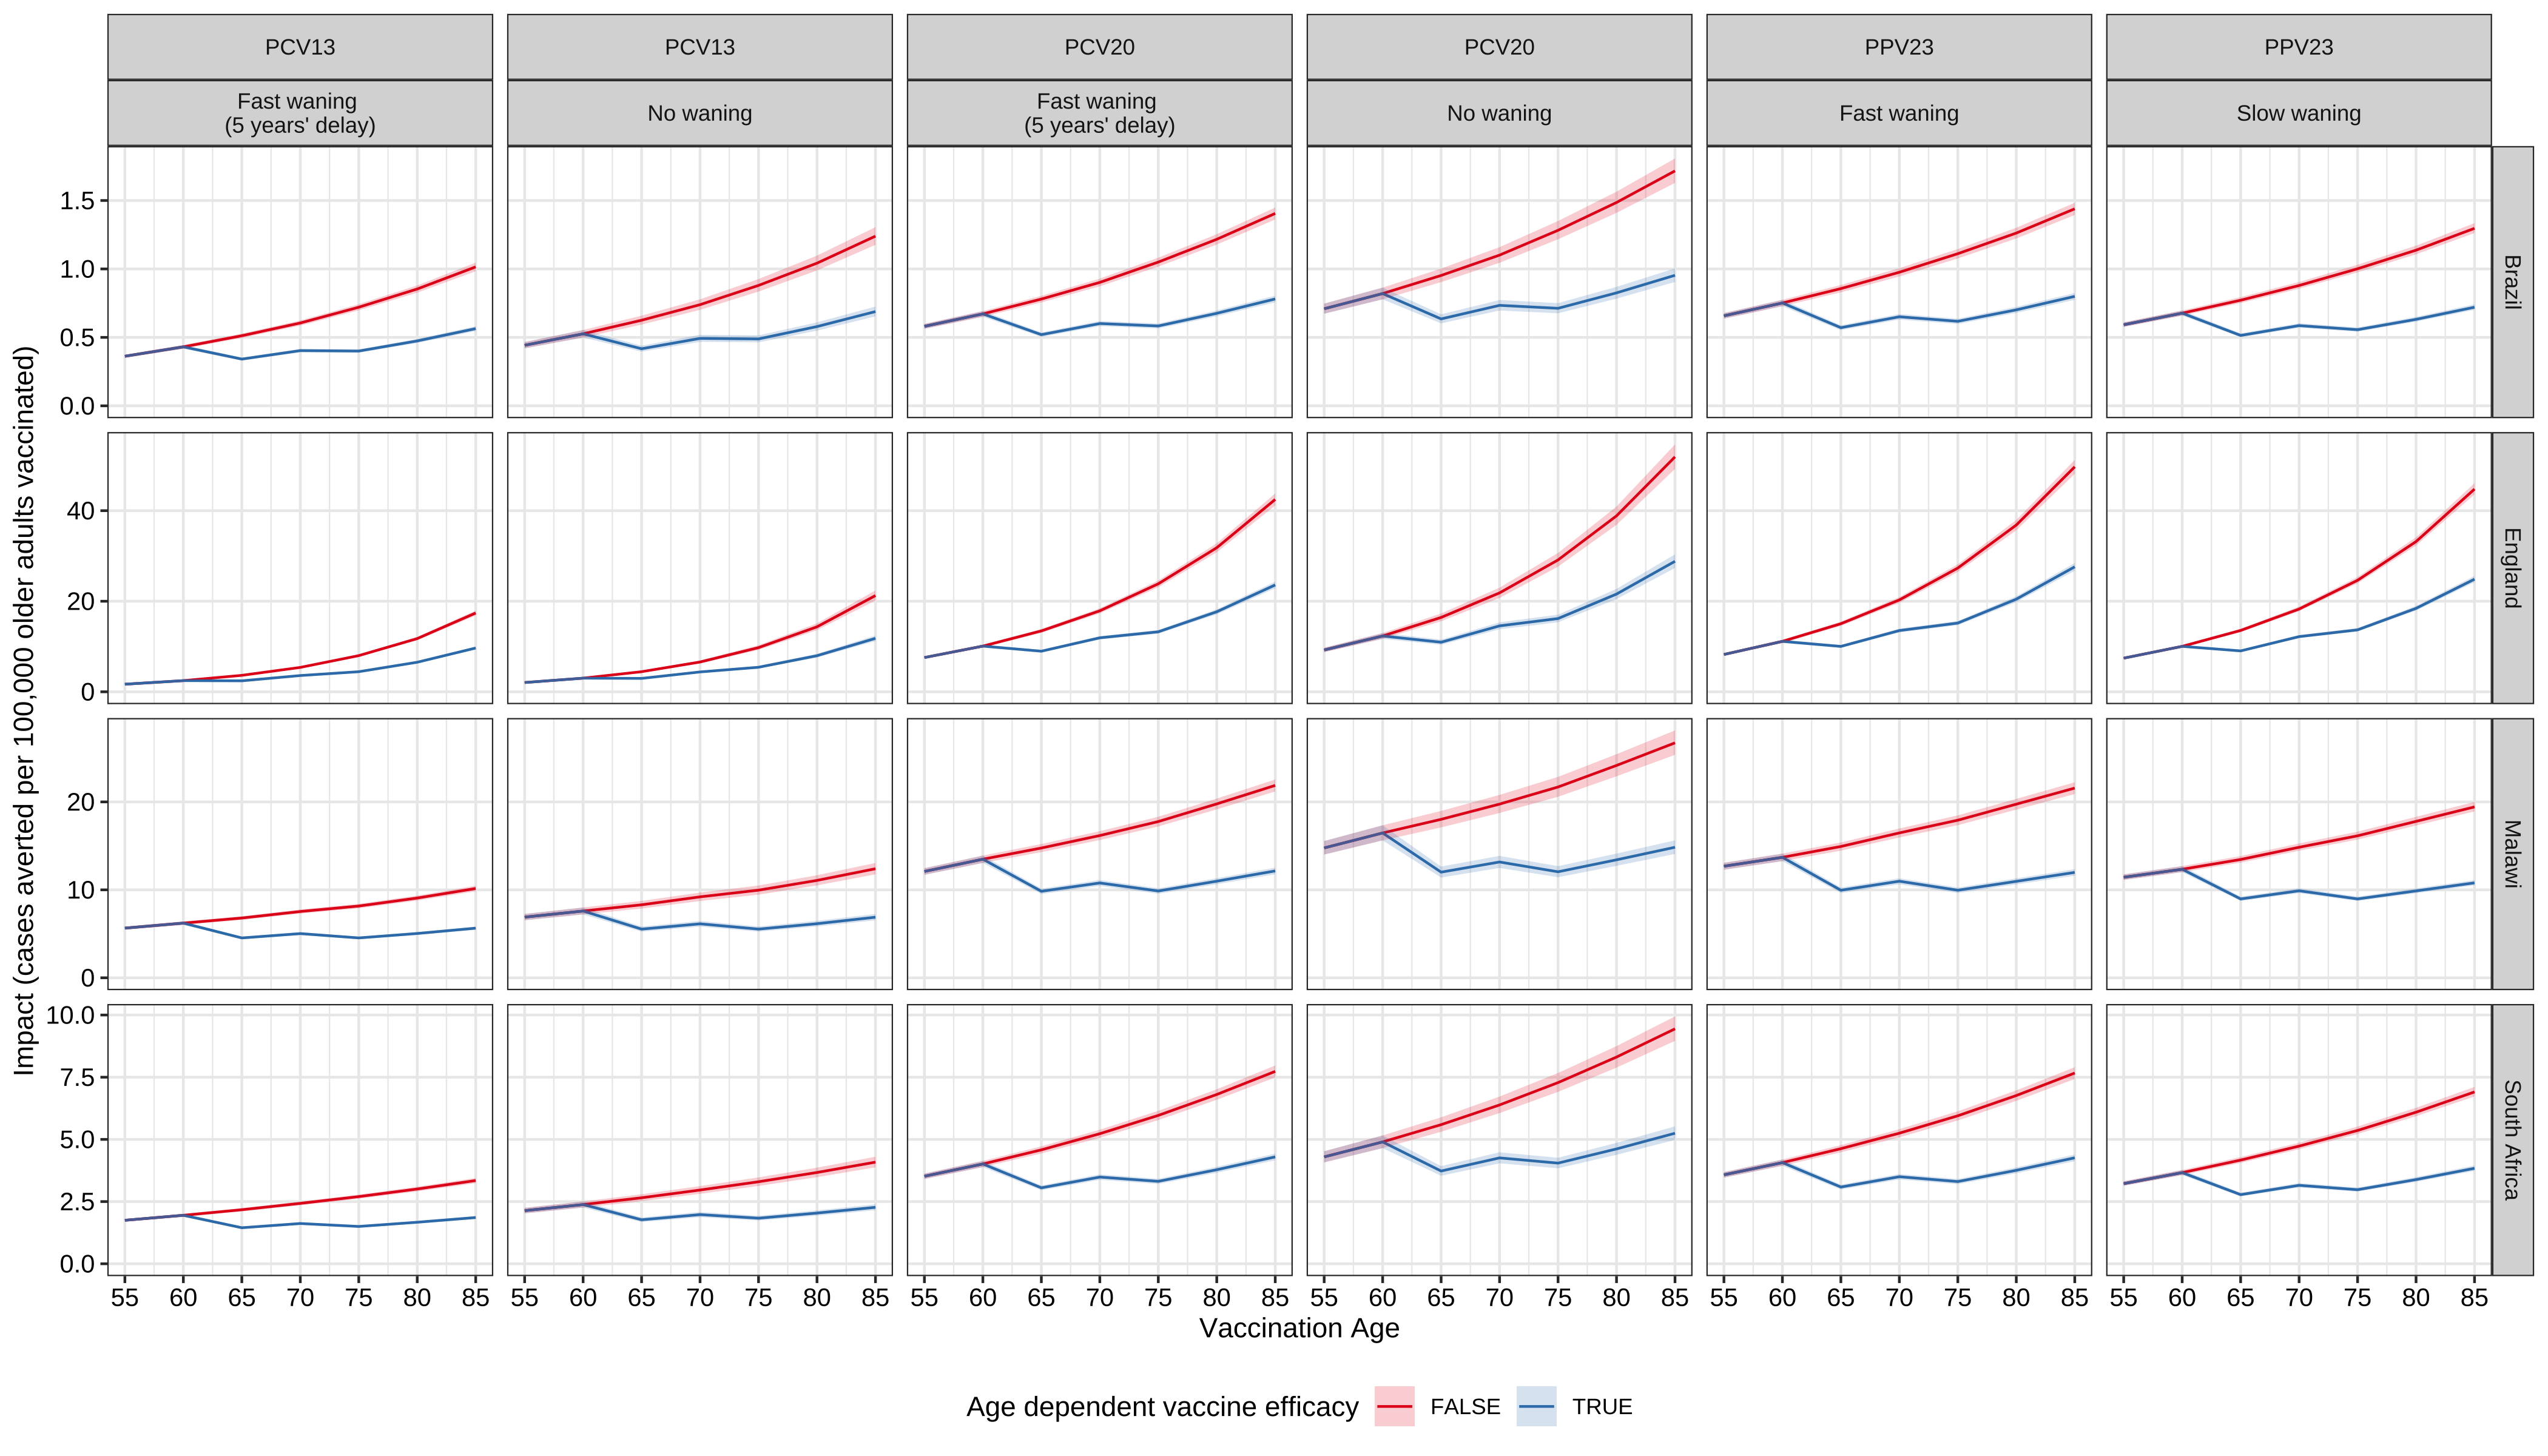 PCV13
PCV13
PCV20
PCV20
PPV23
PPV23
Fast waning
(5 years' delay)
No waning
Fast waning
(5 years' delay)
No waning
Fast waning
Slow waning
Impact (cases averted per 100,000 older adults vaccinated)
1.5
1.0
0.5
0.0
Brazil
40
20
0
England
20
10
0
Malawi
10.0
7.5
5.0
2.5
0.0
South Africa
55 60 65 70 75 80 85
55 60 65 70 75 80 85
55 60 65 70 75 80 85
55 60 65 70 75 80 85
55 60 65 70 75 80 85
55 60 65 70 75 80 85
Vaccination Age
Age dependent vaccine efficacy FALSE TRUE